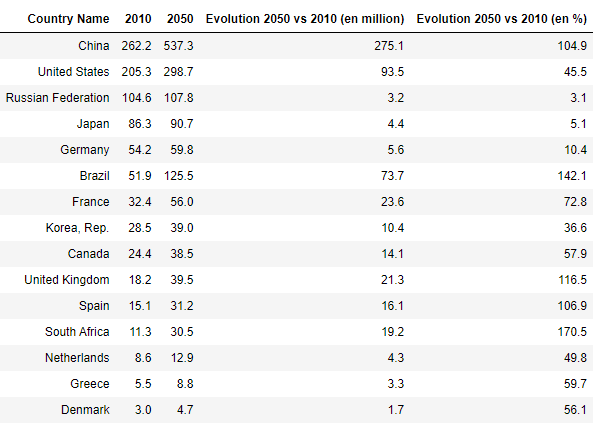 Country Name 2010 2050 Evolution 2050 vs 2010 (en million) Evolution 2050 vs 2010 (en %)
China 262.2 537.3 275.1 104.9
United States 205.3 298.7 93.5 45.5
Russian Federation 104.6 107.8 3.2 3.1
Japan 86.3 90.7 4.4 5.1
Germany 54.2 59.8 5.6 10.4
Brazil 51.9 125.5 73.7 142.1
France 32.4 56.0 23.6 72.8
Korea, Rep. 28.5 39.0 10.4 36.6
Canada 24.4 38.5 14.1 57.9
United Kingdom 18.2 39.5 21.3 116.5
Spain 15.1 31.2 16.1 106.9
South Africa 11.3 30.5 19.2 170.5
Netherlands 8.6 12.9 4.3 49.8
Greece 5.5 8.8 3.3 59.7
Denmark 3.0 4.7 1.7 56.1